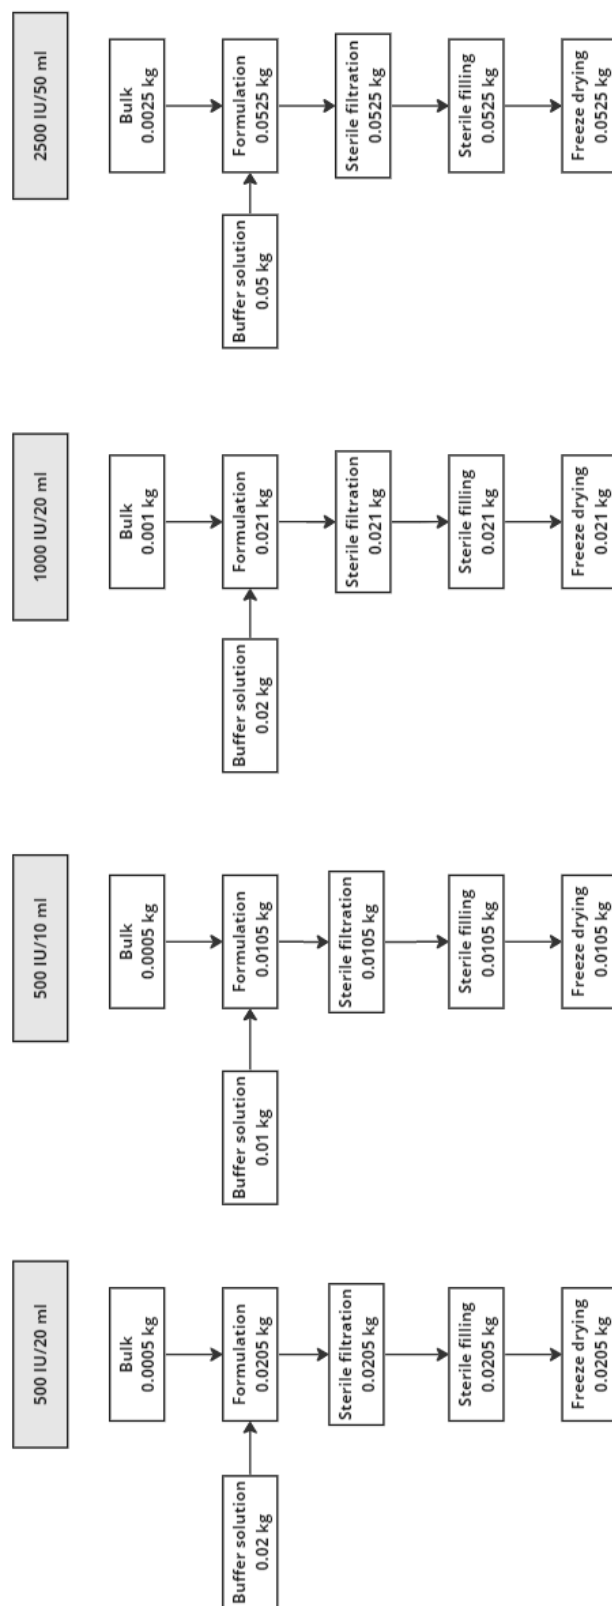 500 IU/20 ml
Bulk
0.0005 kg
Buffer solution
0.02 kg
Formulation
0.0205 kg
Sterile filtration
0.0205 kg
Sterile filling
0.0205 kg
Freeze drying
0.0205 kg
500 IU/10 ml
Bulk
0.0005 kg
Buffer solution
0.01 kg
Formulation
0.0105 kg
Sterile filtration
0.0105 kg
Sterile filling
0.0105 kg
Freeze drying
0.0105 kg
1000 IU/20 ml
Bulk
0.001 kg
Buffer solution
0.02 kg
Formulation
0.021 kg
Sterile filtration
0.021 kg
Sterile filling
0.021 kg
Freeze drying
0.021 kg
2500 IU/50 ml
Bulk
0.0025 kg
Buffer solution
0.05 kg
Formulation
0.0525 kg
Sterile filtration
0.0525 kg
Sterile filling
0.0525 kg
Freeze drying
0.0525 kg